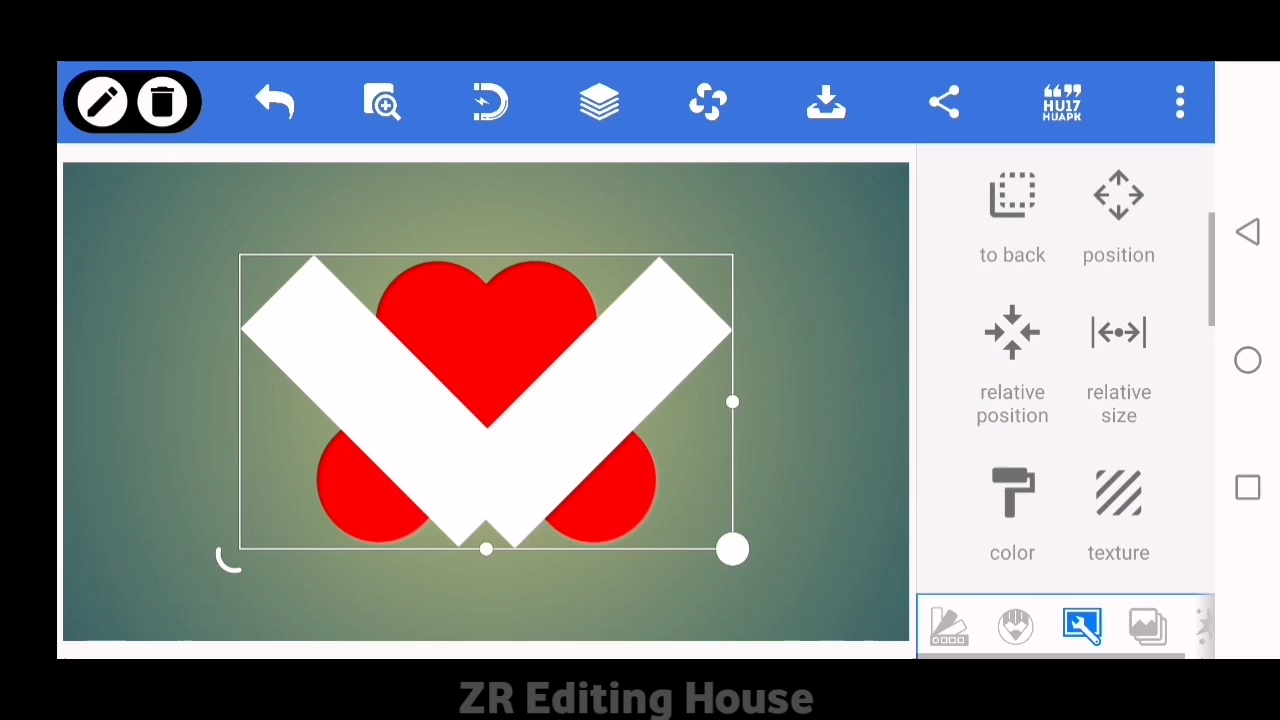 HU17
HUAPK
to back
position
relative
position
relative
size
color
texture
ZR Editing House